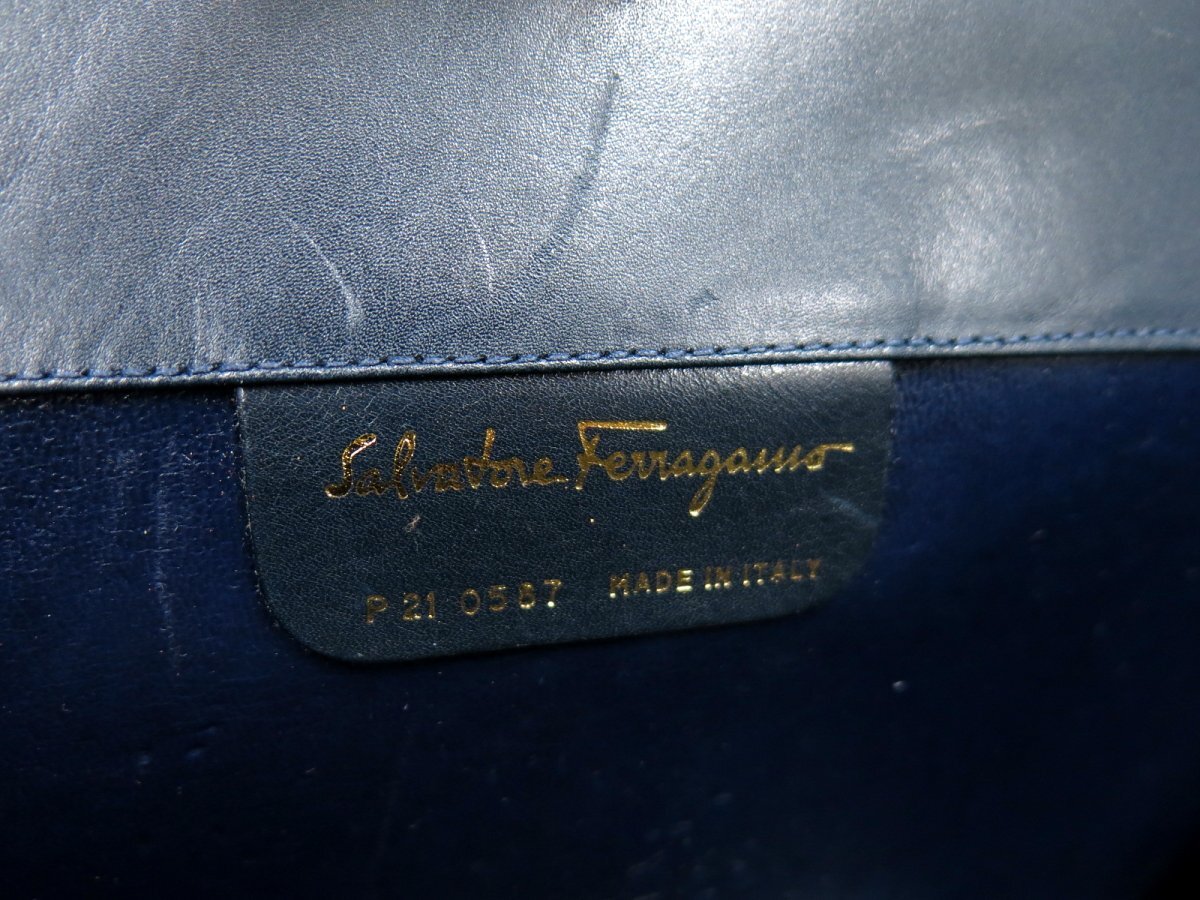 Salvatore Ferragamo
P 21 0587 MADE IN ITALY